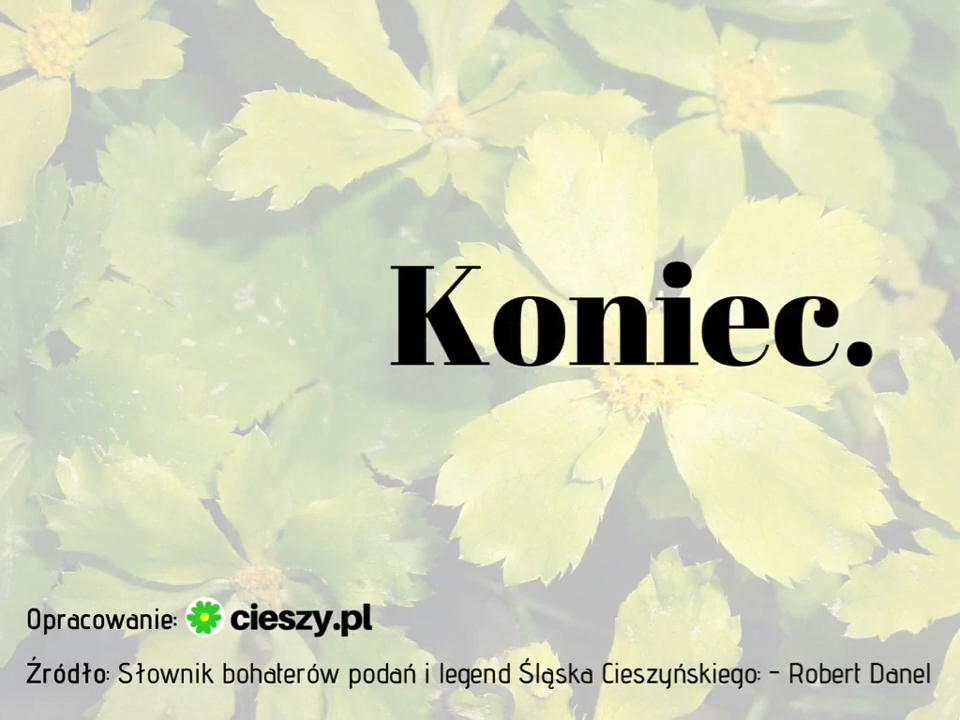 Koniec.
Opracowanie: cieszy.pl
Źródło: Słownik bohaterów podań i legend Śląska Cieszyńskiego: - Robert Danel